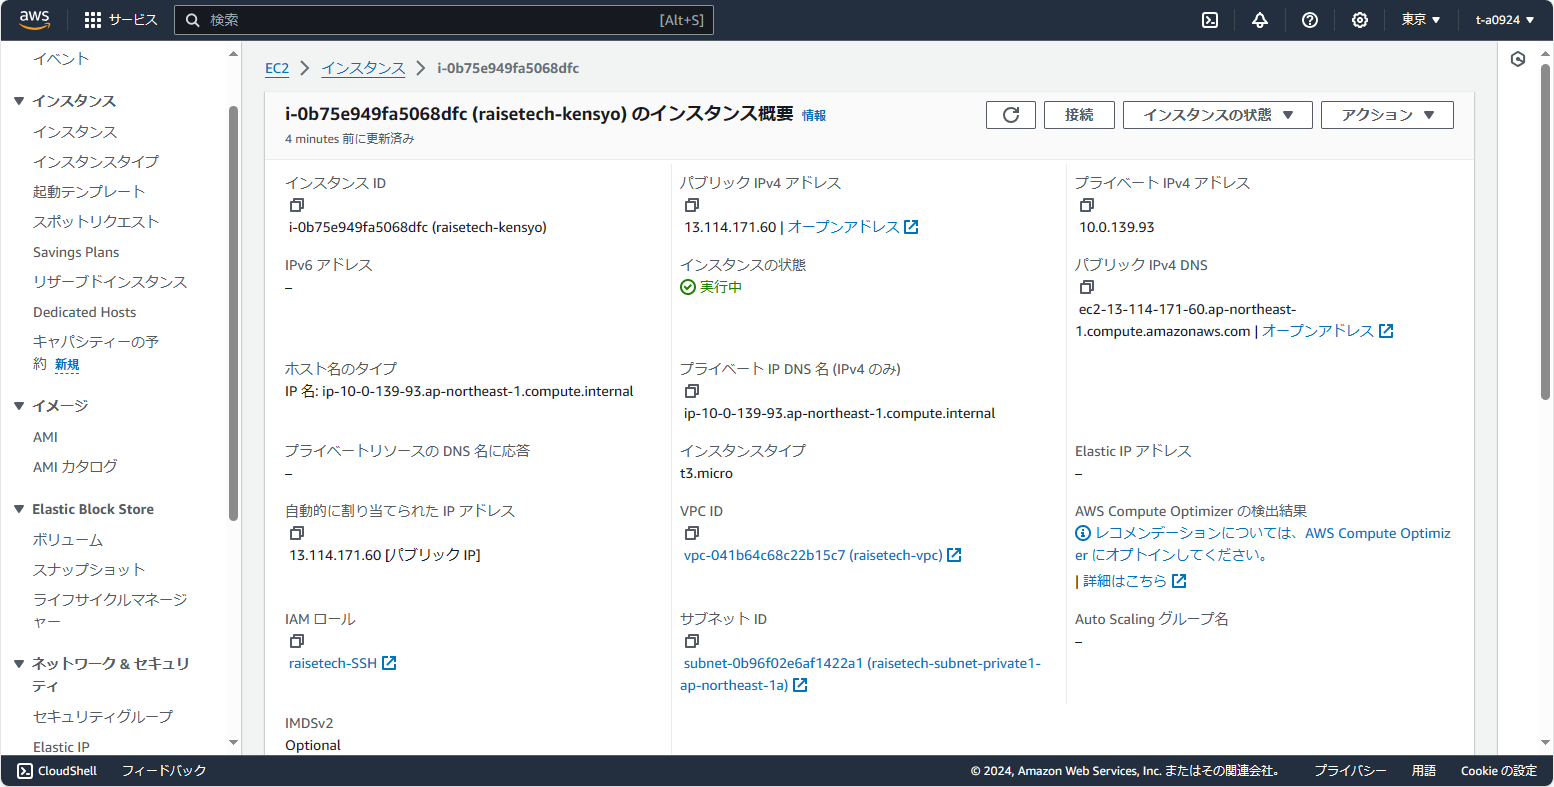 aws
サービス
検索
[Alt+S]
東京 ▼
t-a0924 ▼
イベント
▼ インスタンス
インスタンス
インスタンスタイプ
起動テンプレート
スポットリクエスト
Savings Plans
リザーブドインスタンス
Dedicated Hosts
キャパシティーの予
約 新規
▼ イメージ
AMI
AMI カタログ
▼ Elastic Block Store
ボリューム
スナップショット
ライフサイクルマネージ
ャー
▼ ネットワーク & セキュリ
ティ
セキュリティグループ
Elastic IP
EC2 > インスタンス > i-0b75e949fa5068dfc
i-0b75e949fa5068dfc (raisetech-kensyo) のインスタンス概要 情報
4 minutes 前に更新済み
接続
インスタンスの状態 ▼
アクション ▼
インスタンス ID
i-0b75e949fa5068dfc (raisetech-kensyo)
パブリック IPv4 アドレス
13.114.171.60 | オープンアドレス
プライベート IPv4 アドレス
10.0.139.93
IPv6 アドレス
–
インスタンスの状態
実行中
パブリック IPv4 DNS
ec2-13-114-171-60.ap-northeast-
1.compute.amazonaws.com | オープンアドレス
ホスト名のタイプ
IP 名: ip-10-0-139-93.ap-northeast-1.compute.internal
プライベート IP DNS 名 (IPv4 のみ)
ip-10-0-139-93.ap-northeast-1.compute.internal
プライベートリソースの DNS 名に応答
–
インスタンスタイプ
t3.micro
Elastic IP アドレス
–
自動的に割り当てられた IP アドレス
13.114.171.60 [パブリック IP]
VPC ID
vpc-041b64c68c22b15c7 (raisetech-vpc)
AWS Compute Optimizer の検出結果
レコメンデーションについては、AWS Compute Optimiz
er にオプトインしてください。
| 詳細はこちら
IAM ロール
raisetech-SSH
サブネット ID
subnet-0b96f02e6af1422a1 (raisetech-subnet-private1-
ap-northeast-1a)
Auto Scaling グループ名
–
IMDSv2
Optional
CloudShell
フィードバック
© 2024, Amazon Web Services, Inc. またはその関連会社。
プライバシー
用語
Cookie の設定